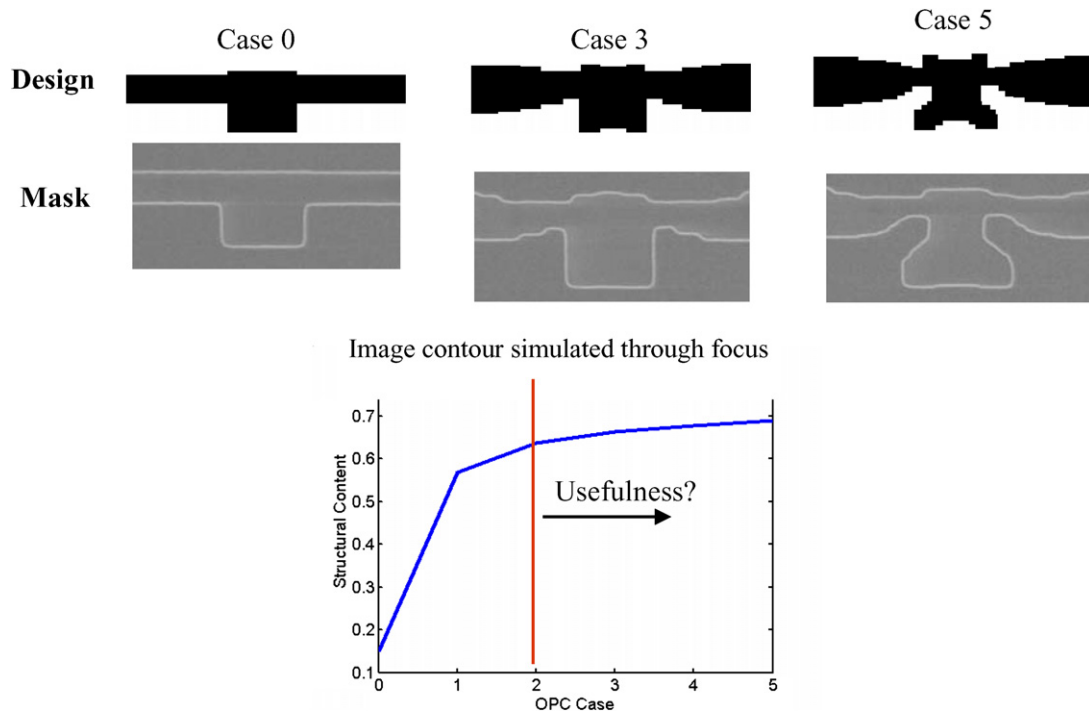 Case 0
Case 3
Case 5
Design
Mask
Image contour simulated through focus
0.7
0.6
0.5
0.4
0.3
0.2
0.1
Structural Content
Usefulness?
0 1 2 3 4 5
OPC Case